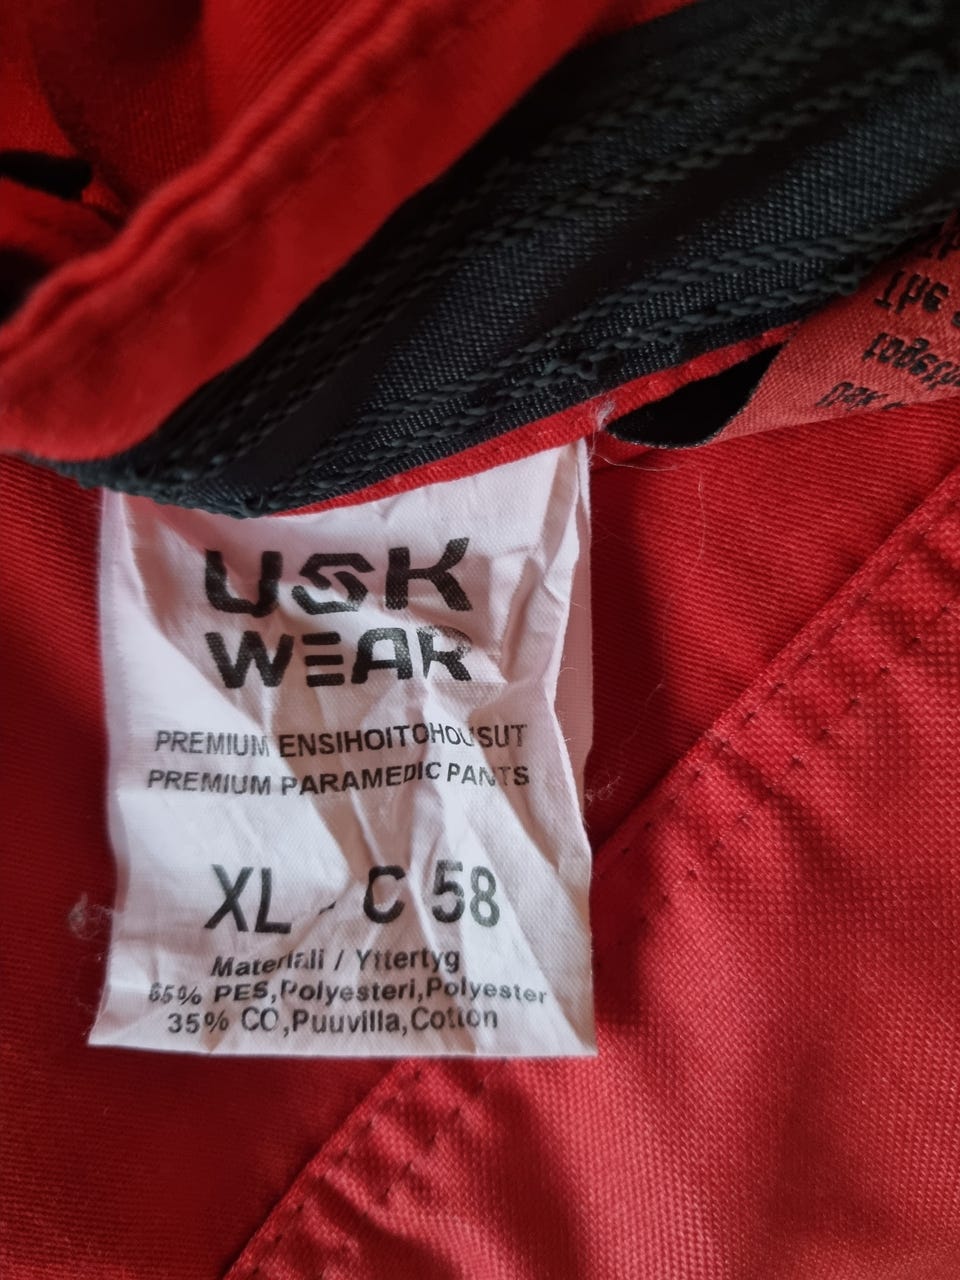 USK
WEAR
PREMIUM ENSIHOITOHOUSUT
PREMIUM PARAMEDIC PANTS
XL - C 58
Materiali / Yttertyg
65% PES,Polyesteri,Polyester
35% CO,Puuvilla,Cotton